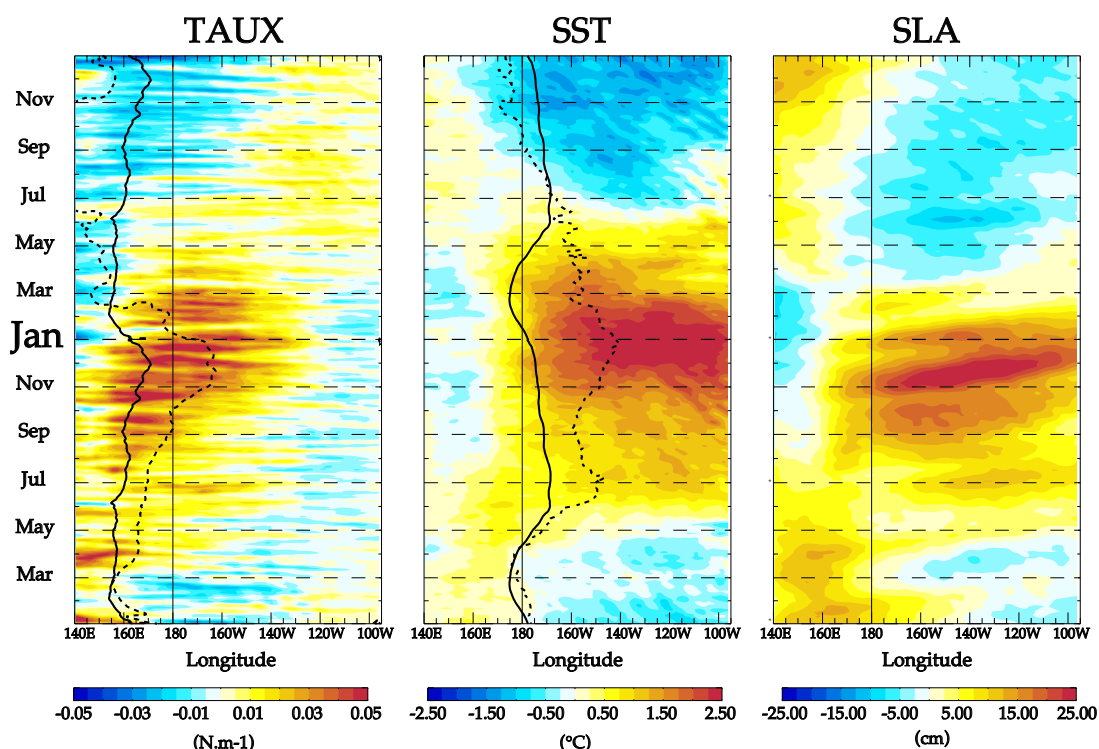 TAUX SST SLA
Nov
Sep
Jul
May
Mar
Jan
Nov
Sep
Jul
May
Mar
140E 160E 180 160W 140W 120W 100W 140E 160E 180 160W 140W 120W 100W 140E 160E 180 160W 140W 120W 100W
Longitude Longitude Longitude
-0.05 -0.03 -0.01 0.01 0.03 0.05 -2.50 -1.50 -0.50 0.50 1.50 2.50 -25.00 -15.00 -5.00 5.00 15.00 25.00
(N.m-1) (°C) (cm)